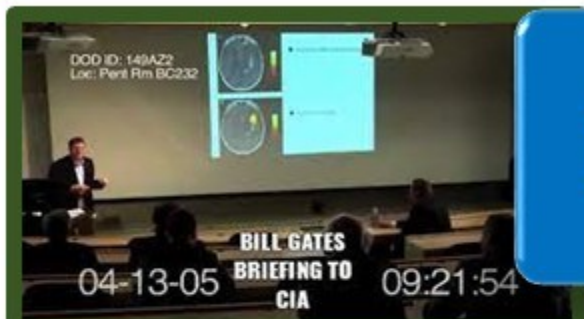 DOD ID: 149AZ2
Loc: Pent Rm BC232
BILL GATES
BRIEFING TO
CIA
04-13-05
09:21:54